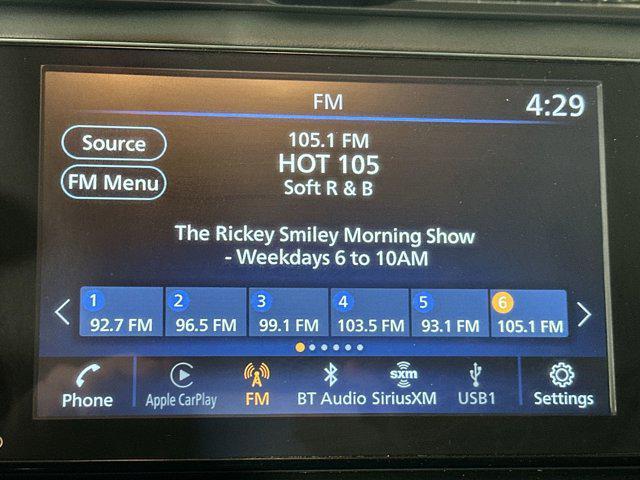 FM
4:29
Source
FM Menu
105.1 FM
HOT 105
Soft R & B
The Rickey Smiley Morning Show
- Weekdays 6 to 10AM
1
92.7 FM
2
96.5 FM
3
99.1 FM
4
103.5 FM
5
93.1 FM
6
105.1 FM
Phone
Apple CarPlay
FM
BT Audio
sxm
SiriusXM
USB1
Settings